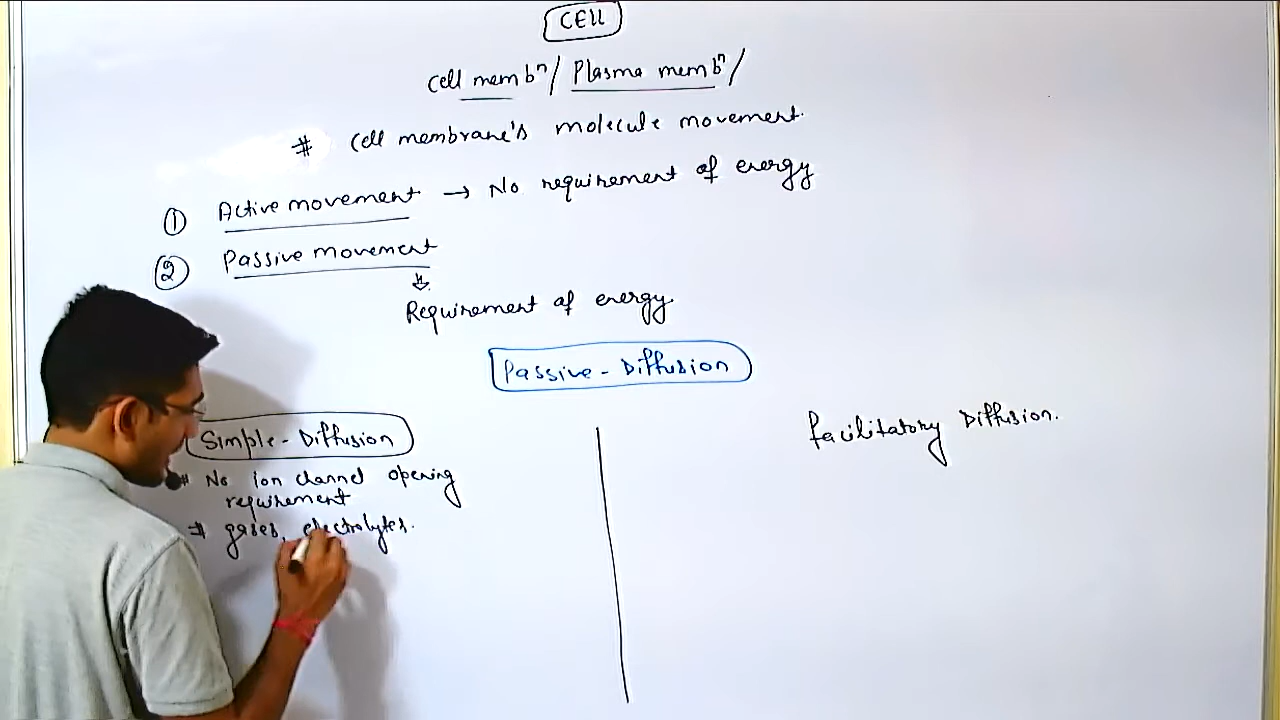 CELL
Cell membⁿ/ Plasma membⁿ/
# Cell membrane's molecule movement.
① Active movement → No requirement of energy
② Passive movement
⇓
Requirement of energy.
Passive - Diffusion
Simple - Diffusion
# No ion channel opening
requirement
# gases, electrolytes.
facilitatory Diffusion.